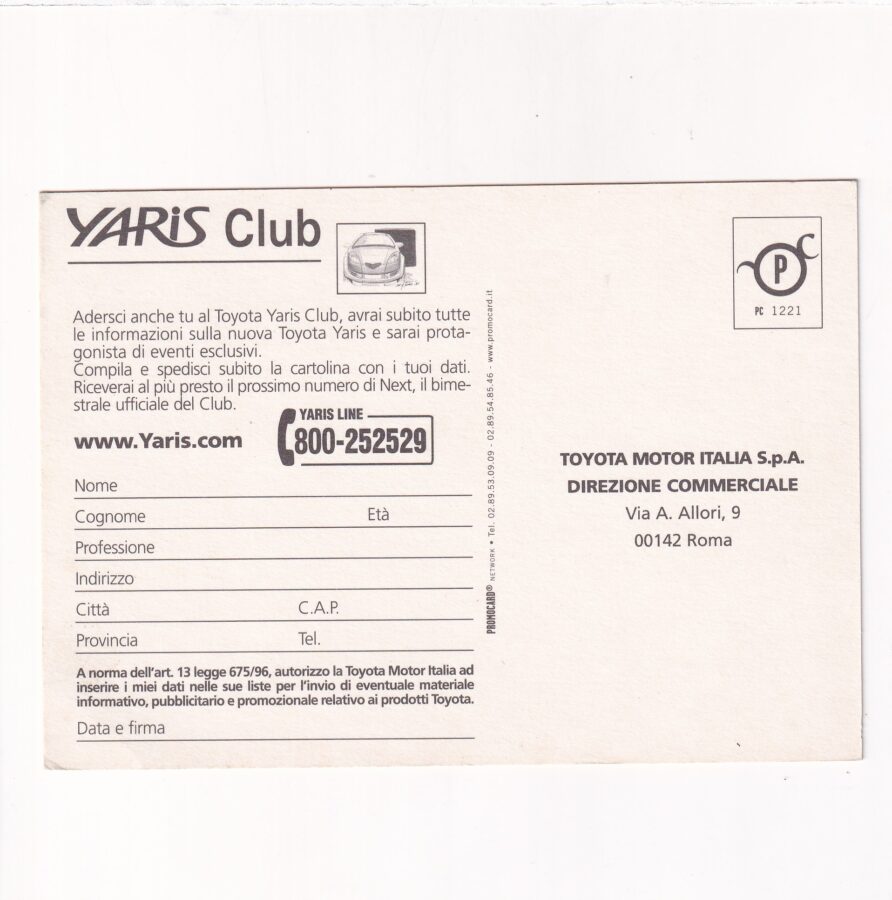 YARiS Club
Adersci anche tu al Toyota Yaris Club, avrai subito tutte
le informazioni sulla nuova Toyota Yaris e sarai prota-
gonista di eventi esclusivi.
Compila e spedisci subito la cartolina con i tuoi dati.
Riceverai al più presto il prossimo numero di Next, il bime-
strale ufficiale del Club.
www.Yaris.com
YARIS LINE
800-252529
Nome
Cognome Età
Professione
Indirizzo
Città C.A.P.
Provincia Tel.
A norma dell'art. 13 legge 675/96, autorizzo la Toyota Motor Italia ad
inserire i miei dati nelle sue liste per l'invio di eventuale materiale
informativo, pubblicitario e promozionale relativo ai prodotti Toyota.
Data e firma
PROMOCARD® NETWORK • Tel. 02.89.53.09.09 - 02.89.54.85.46 - www.promocard.it
P C
PC 1221
TOYOTA MOTOR ITALIA S.p.A.
DIREZIONE COMMERCIALE
Via A. Allori, 9
00142 Roma